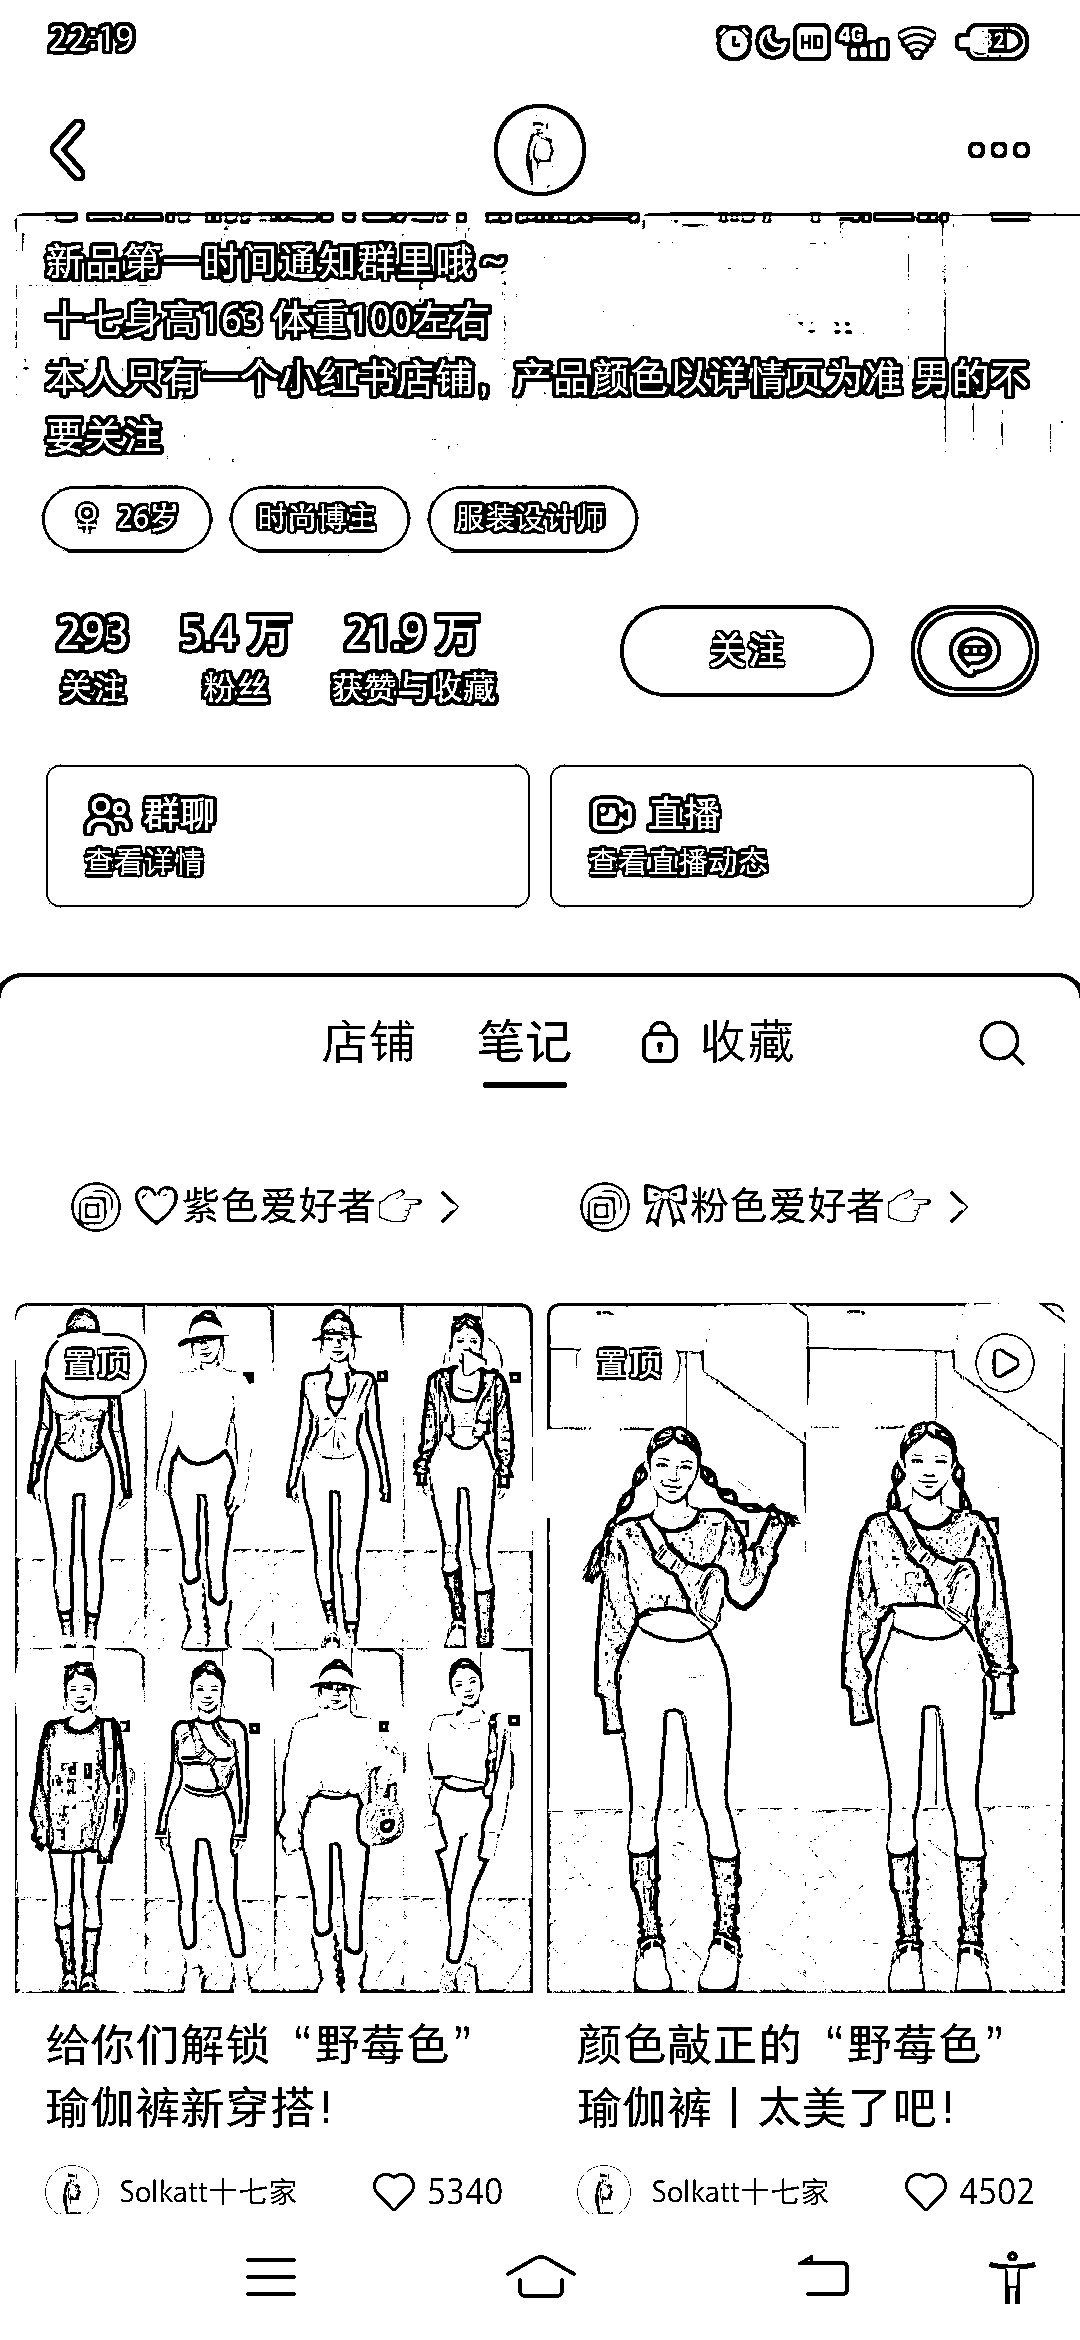 22:19
HD 4G
新品第一时间通知群里哦~
十七身高163 体重100左右
本人只有一个小红书店铺，产品颜色以详情页为准 男的不
要关注
26岁 时尚博主 服装设计师
293 5.4万 21.9万
关注 粉丝 获赞与收藏 关注
群聊 直播
查看详情 查看直播动态
店铺 笔记 收藏
紫色爱好者👉 > 🎀粉色爱好者👉 >
置顶 置顶
给你们解锁“野莓色” 颜色敲正的“野莓色”
瑜伽裤新穿搭！ 瑜伽裤丨太美了吧！
Solkatt十七家 5340 Solkatt十七家 4502